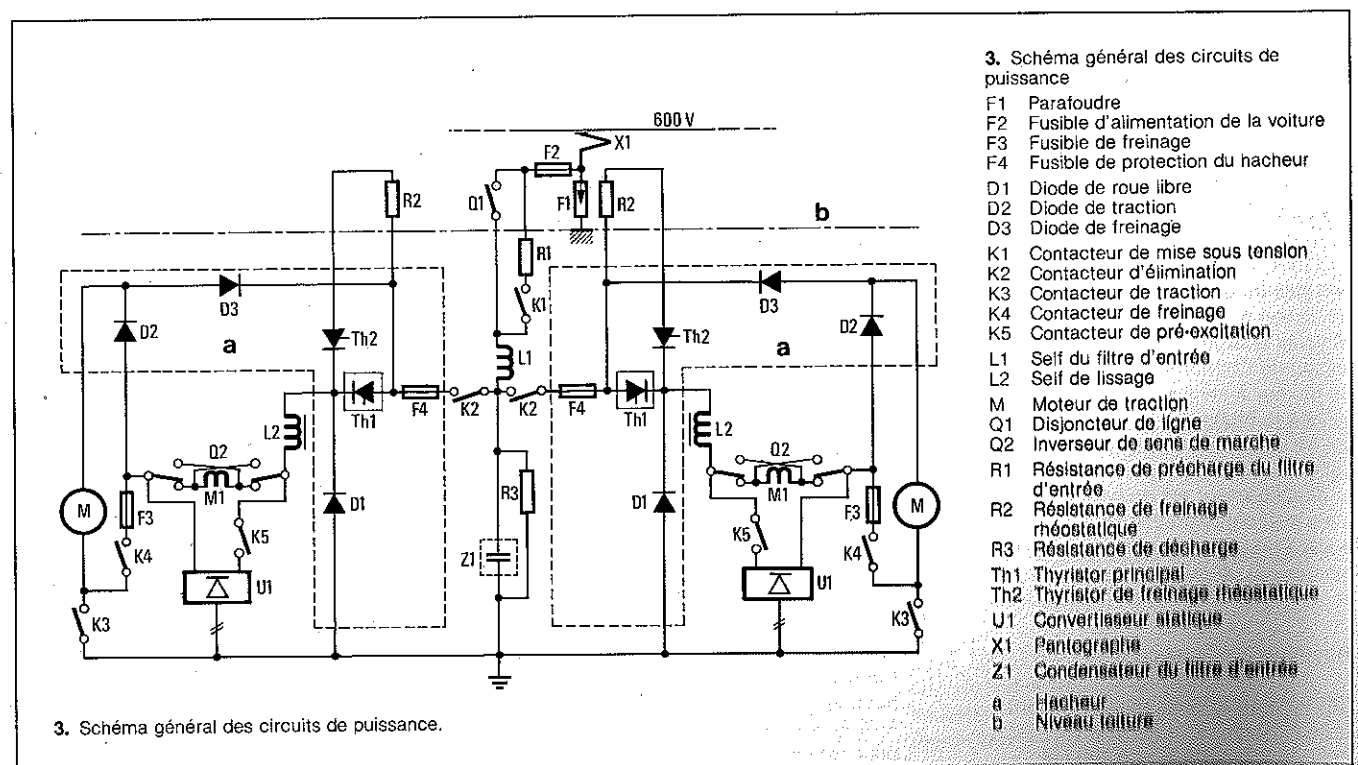 600 V
X1
F2
Q1
R2
F1
R2
b
R1
K1
D3
D3
D2
a
Th2
L1
Th2
a
D2
L2
Th1
F4
K2
K2
F4
Th1
L2
Q2
M1
Q2
M1
M
F3
K5
D1
R3
D1
K5
F3
M
K4
Z1
K4
U1
U1
K3
K3
3. Schéma général des circuits de puissance.
3. Schéma général des circuits de
puissance
F1 Parafoudre
F2 Fusible d'alimentation de la voiture
F3 Fusible de freinage
F4 Fusible de protection du hacheur
D1 Diode de roue libre
D2 Diode de traction
D3 Diode de freinage
K1 Contacteur de mise sous tension
K2 Contacteur d'élimination
K3 Contacteur de traction
K4 Contacteur de freinage
K5 Contacteur de pré-excitation
L1 Self du filtre d'entrée
L2 Self de lissage
M Moteur de traction
Q1 Disjoncteur de ligne
Q2 Inverseur de sens de marche
R1 Résistance de précharge du filtre
d'entrée
R2 Résistance de freinage
rhéostatique
R3 Résistance de décharge
Th1 Thyristor principal
Th2 Thyristor de freinage rhéostatique
U1 Convertisseur statique
X1 Pantographe
Z1 Condensateur du filtre d'entrée
a Hacheur
b Niveau toiture